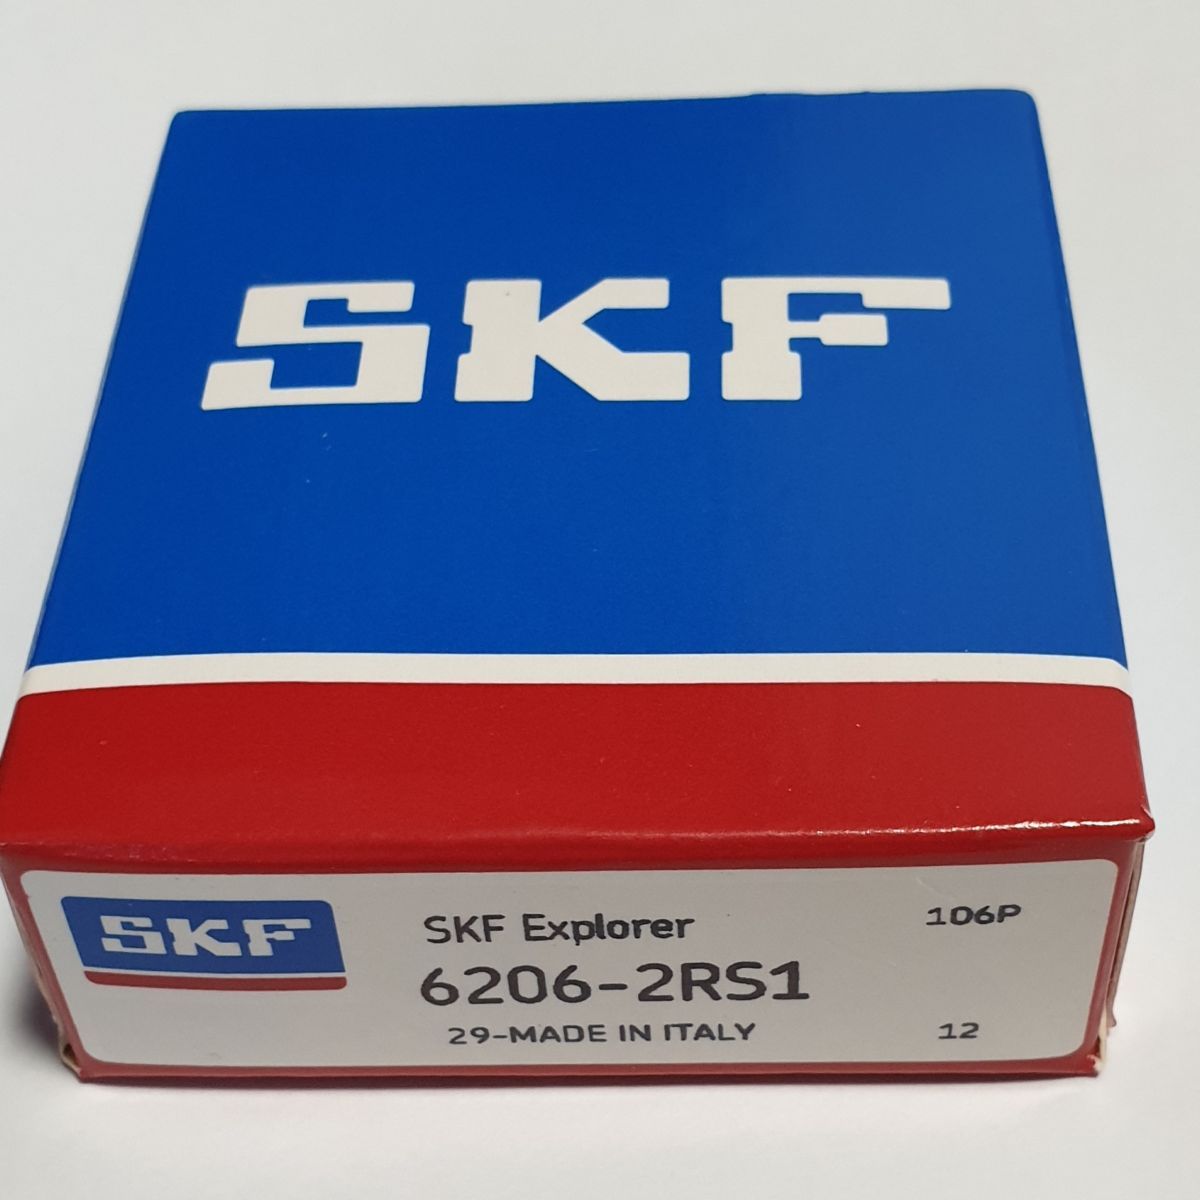 SKF
SKF
SKF Explorer
106P
6206-2RS1
29-MADE IN ITALY
12